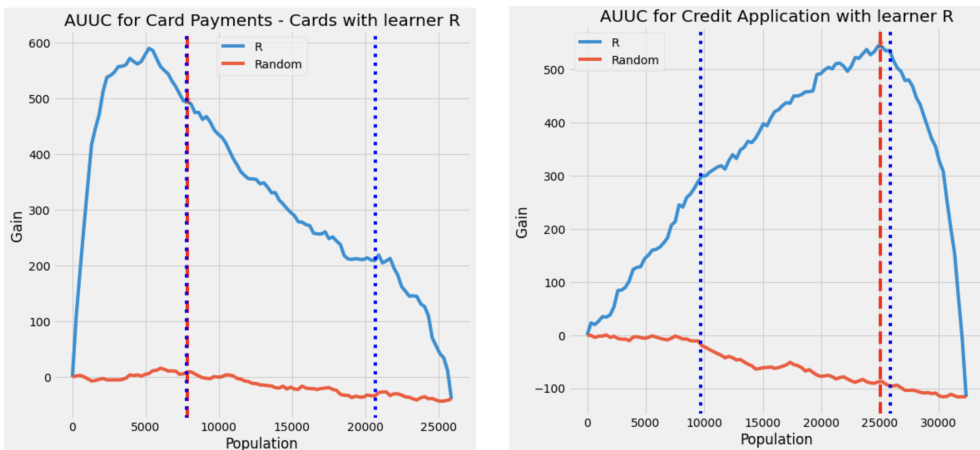 AUUC for Card Payments - Cards with learner R
R
Random
600
500
400
300
200
100
0
Gain
0 5000 10000 15000 20000 25000
Population
AUUC for Credit Application with learner R
R
Random
500
400
300
200
100
0
−100
Gain
0 5000 10000 15000 20000 25000 30000
Population